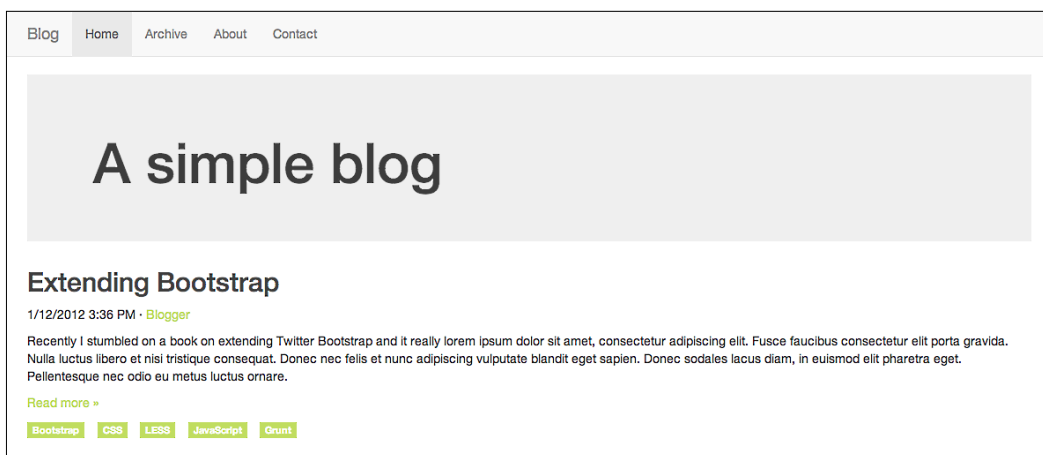 Blog Home Archive About Contact
A simple blog
Extending Bootstrap
1/12/2012 3:36 PM · Blogger
Recently I stumbled on a book on extending Twitter Bootstrap and it really lorem ipsum dolor sit amet, consectetur adipiscing elit. Fusce faucibus consectetur elit porta gravida.
Nulla luctus libero et nisi tristique consequat. Donec nec felis et nunc adipiscing vulputate blandit eget sapien. Donec sodales lacus diam, in euismod elit pharetra eget.
Pellentesque nec odio eu metus luctus ornare.
Read more »
Bootstrap CSS LESS JavaScript Grunt